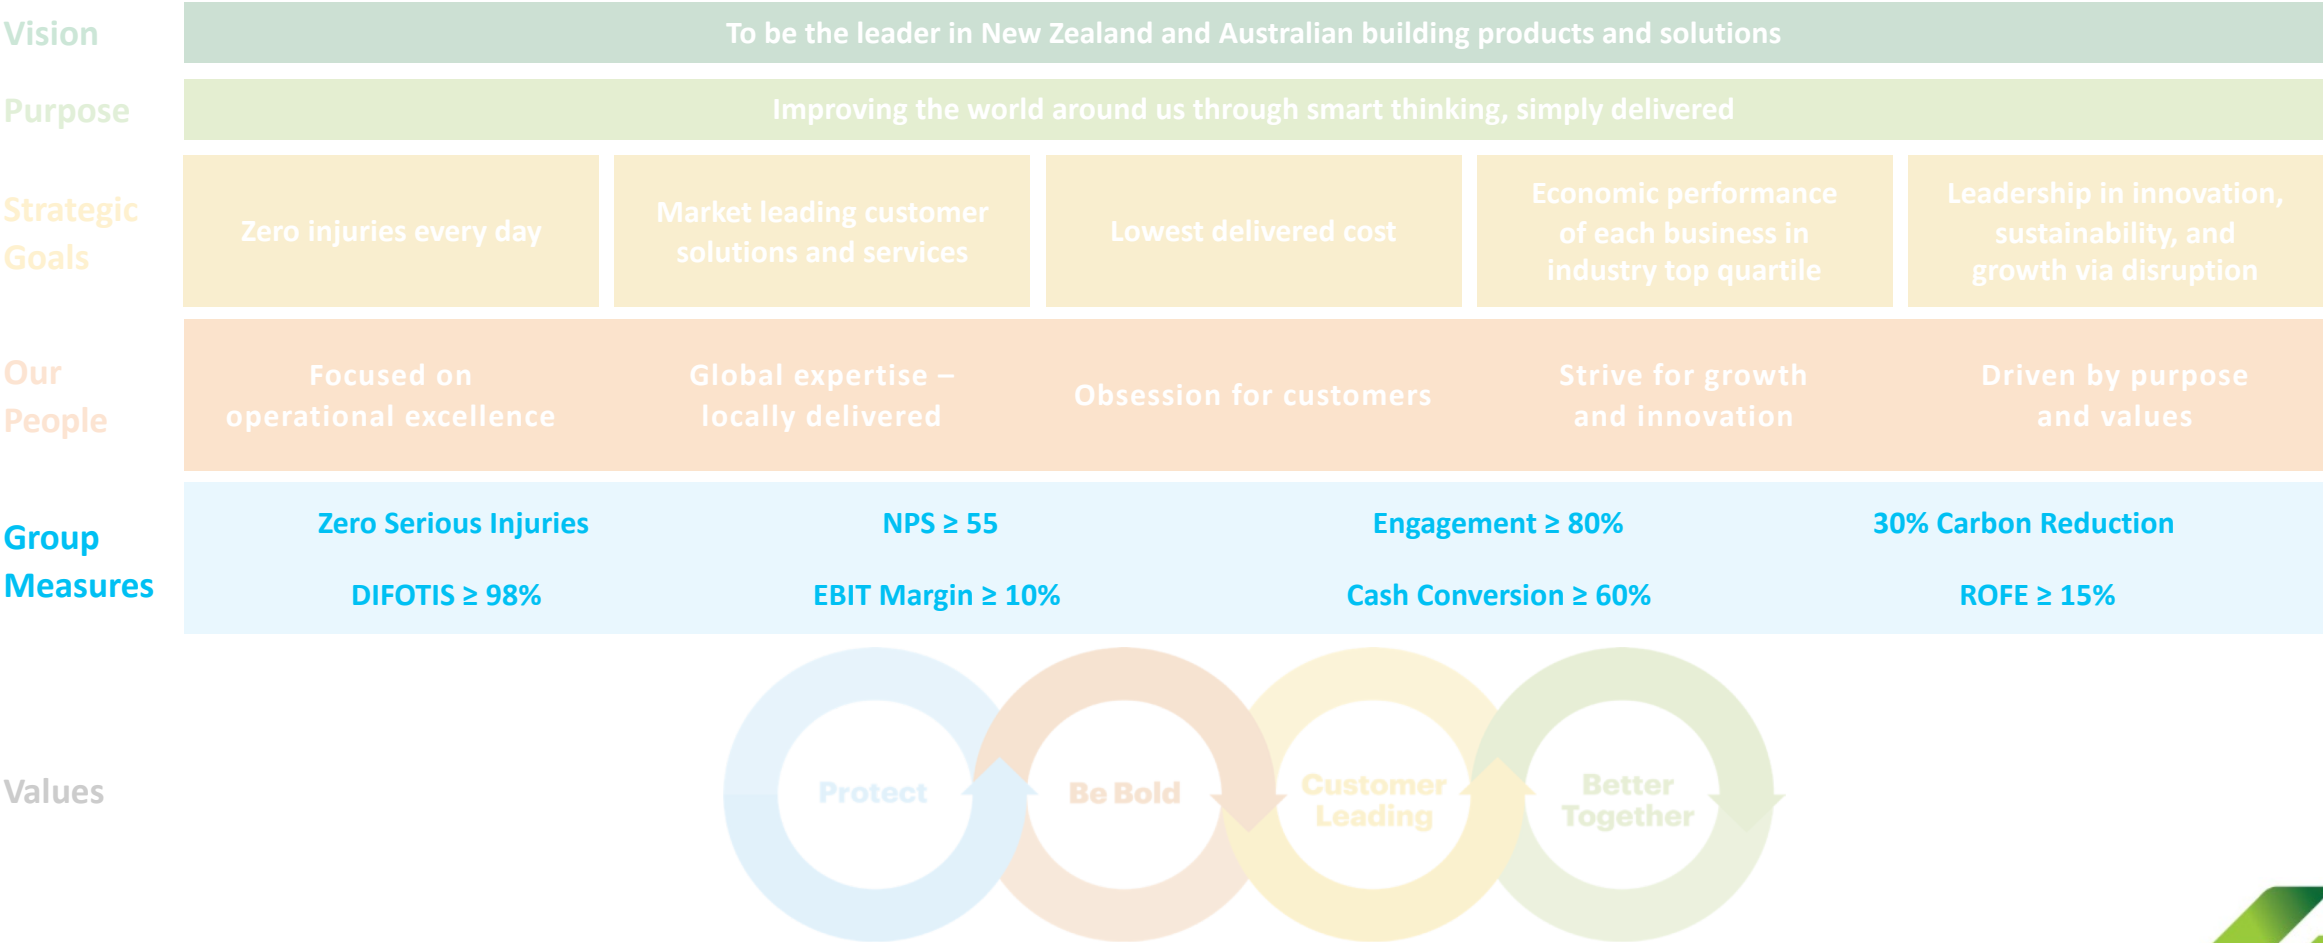 Vision
To be the leader in New Zealand and Australian building products and solutions
Purpose
Improving the world around us through smart thinking, simply delivered
Strategic
Goals
Zero injuries every day
Market leading customer
solutions and services
Lowest delivered cost
Economic performance
of each business in
industry top quartile
Leadership in innovation,
sustainability, and
growth via disruption
Our
People
Focused on
operational excellence
Global expertise –
locally delivered
Obsession for customers
Strive for growth
and innovation
Driven by purpose
and values
Group
Measures
Zero Serious Injuries
NPS ≥ 55
Engagement ≥ 80%
30% Carbon Reduction
DIFOTIS ≥ 98%
EBIT Margin ≥ 10%
Cash Conversion ≥ 60%
ROFE ≥ 15%
Values
Protect
Be Bold
Customer
Leading
Better
Together